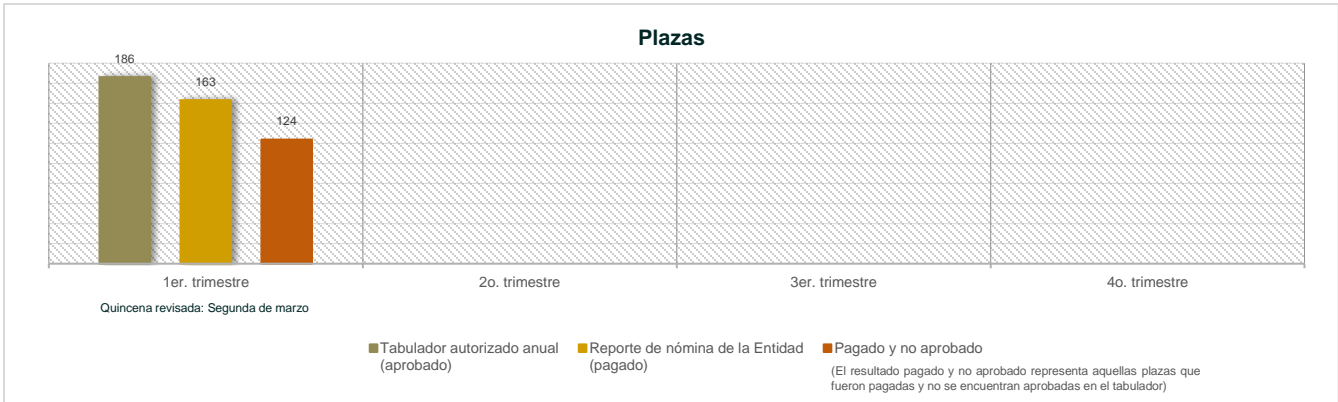 Plazas
186
163
124
1er. trimestre
2o. trimestre
3er. trimestre
4o. trimestre
Quincena revisada: Segunda de marzo
Tabulador autorizado anual
(aprobado)
Reporte de nómina de la Entidad
(pagado)
Pagado y no aprobado
(El resultado pagado y no aprobado representa aquellas plazas que
fueron pagadas y no se encuentran aprobadas en el tabulador)